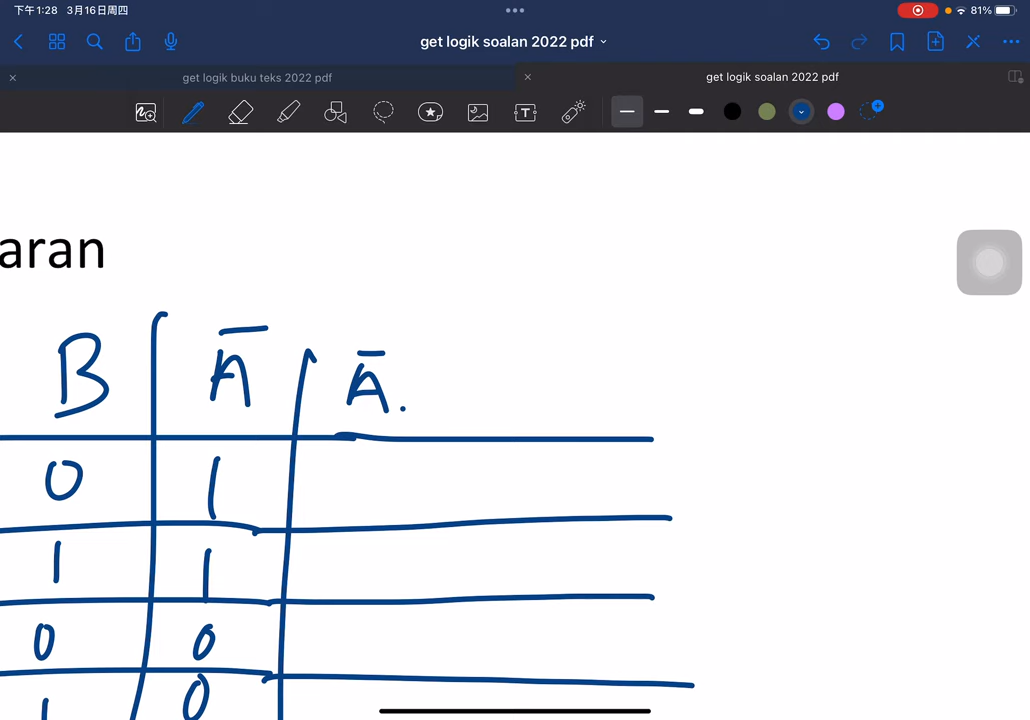 下午1:28 3月16日周四
81%
get logik soalan 2022 pdf
get logik buku teks 2022 pdf
get logik soalan 2022 pdf
T
aran
B A̅ A̅.
0 1
1 1
0 0
1 0